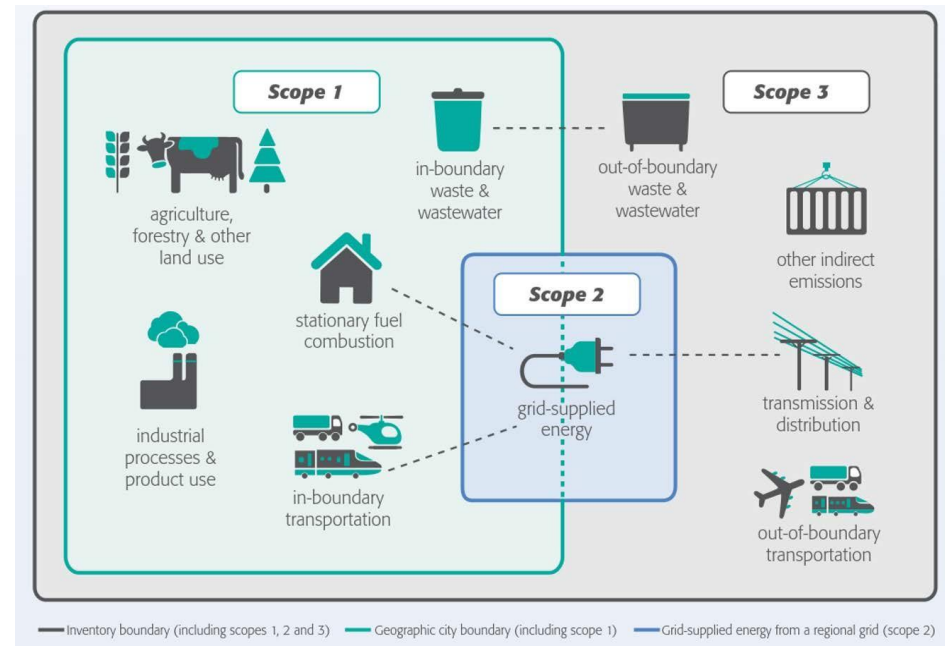 Scope 1
Scope 3
in-boundary
waste &
wastewater
out-of-boundary
waste &
wastewater
agriculture,
forestry & other
land use
other indirect
emissions
Scope 2
stationary fuel
combustion
grid-supplied
energy
transmission &
distribution
industrial
processes &
product use
in-boundary
transportation
out-of-boundary
transportation
Inventory boundary (including scopes 1, 2 and 3) Geographic city boundary (including scope 1) Grid-supplied energy from a regional grid (scope 2)